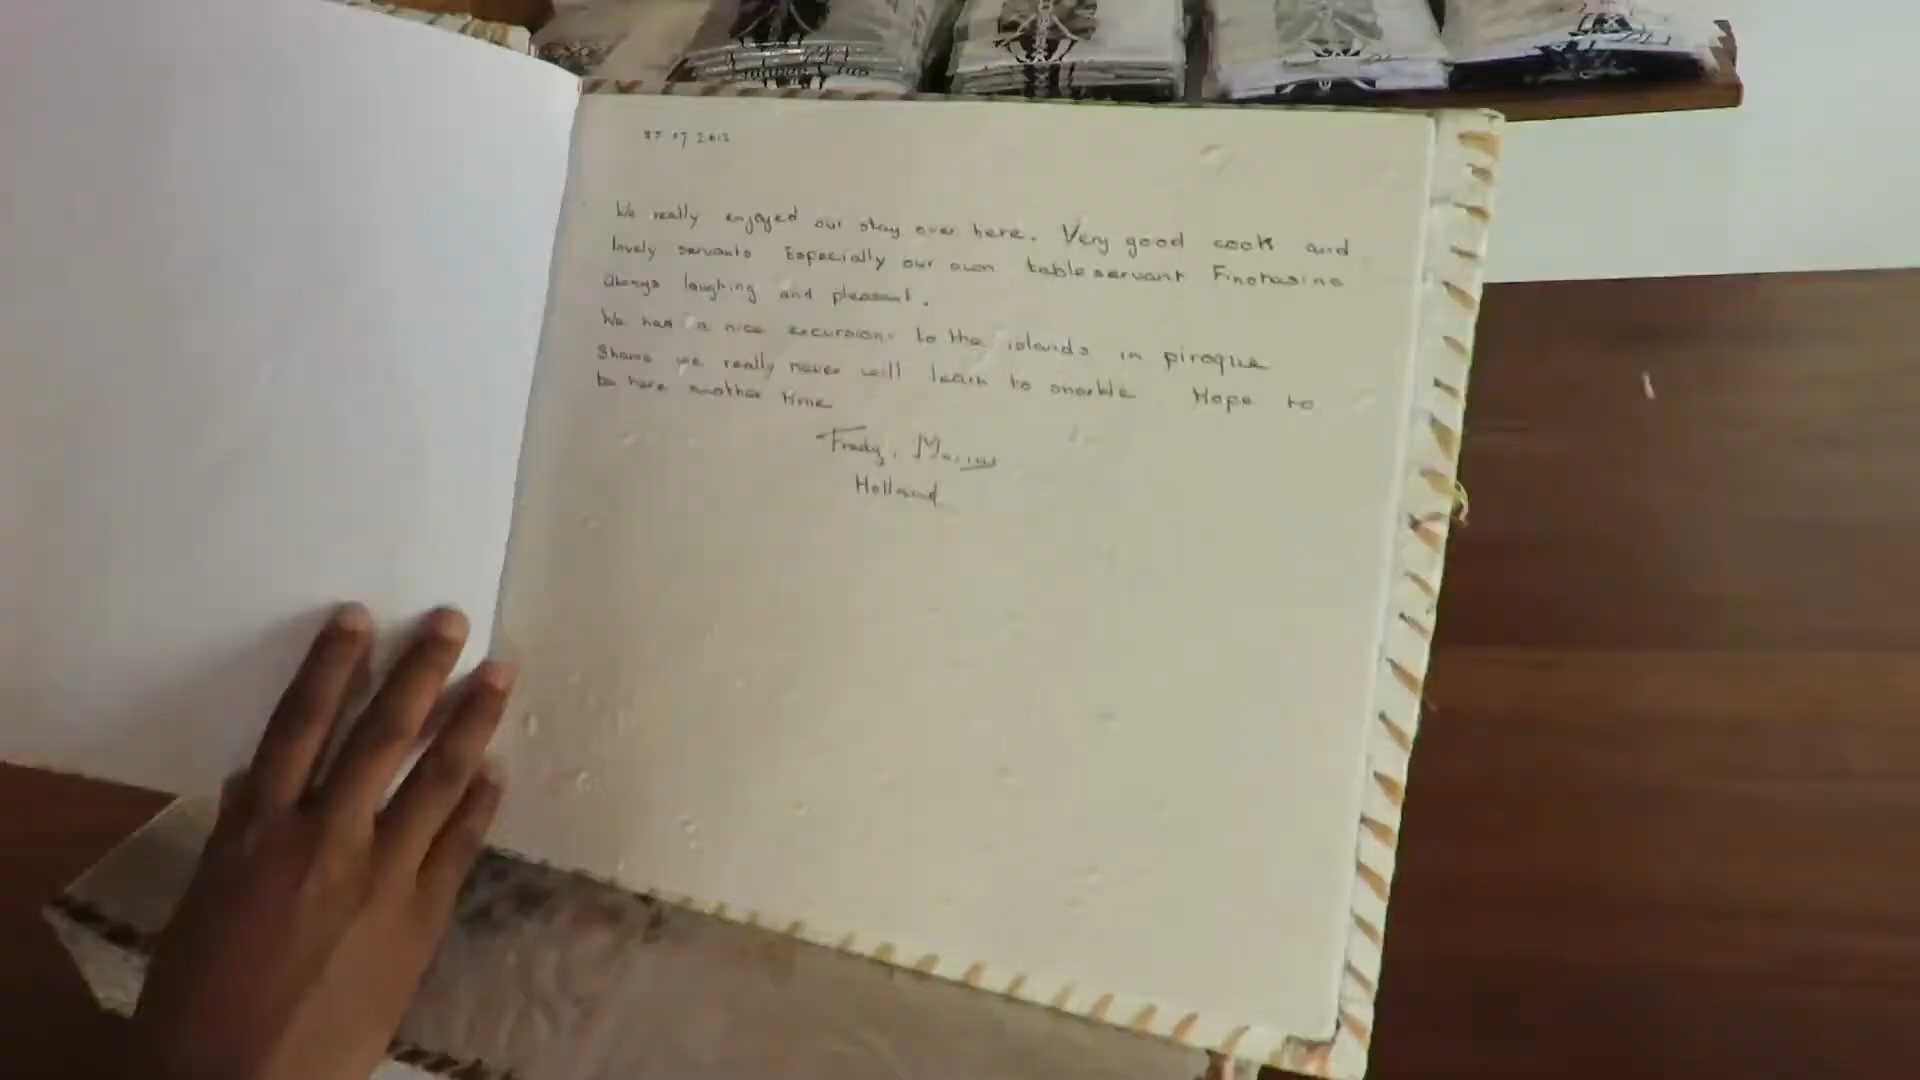 We really enjoyed our stay over here. Very good cook and
lovely servants Especially our own tableservant
Always laughing and pleasant.
We had a nice excursion to the islands in piroque
Shame we really never will learn to snorkle Hope to
be here another time
Marius
Holland